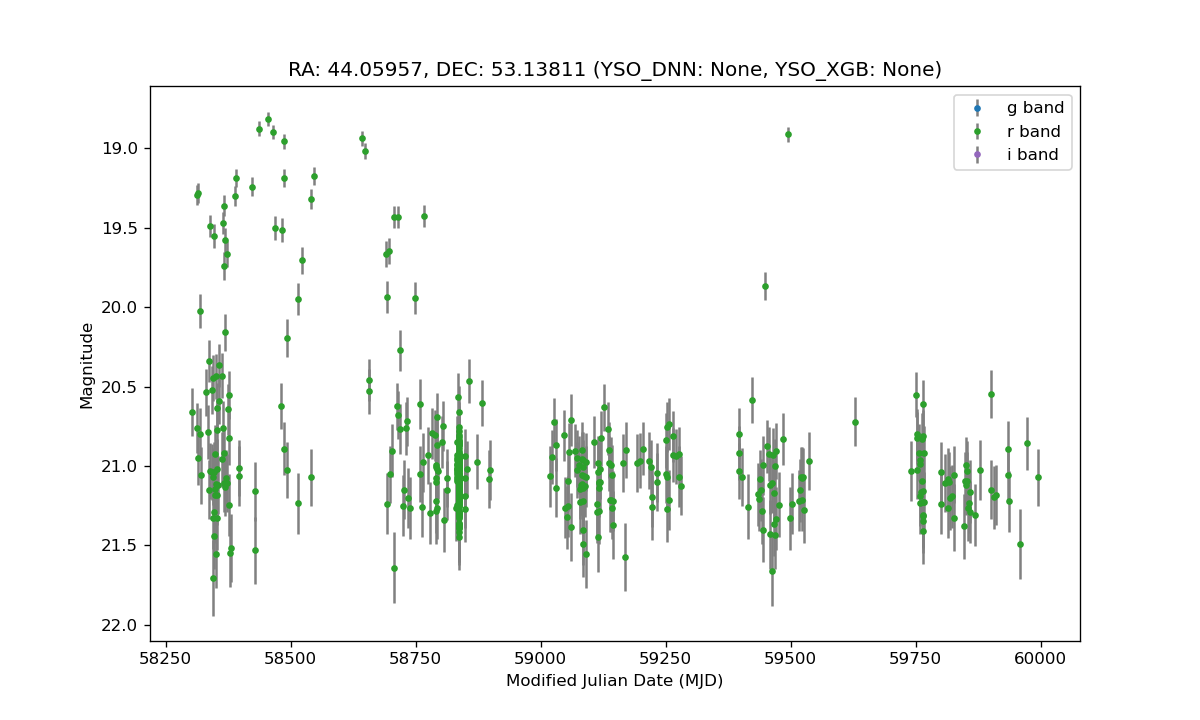 RA: 44.05957, DEC: 53.13811 (YSO_DNN: None, YSO_XGB: None)
g band
r band
i band
19.0
19.5
20.0
20.5
21.0
21.5
22.0
Magnitude
58250 58500 58750 59000 59250 59500 59750 60000
Modified Julian Date (MJD)